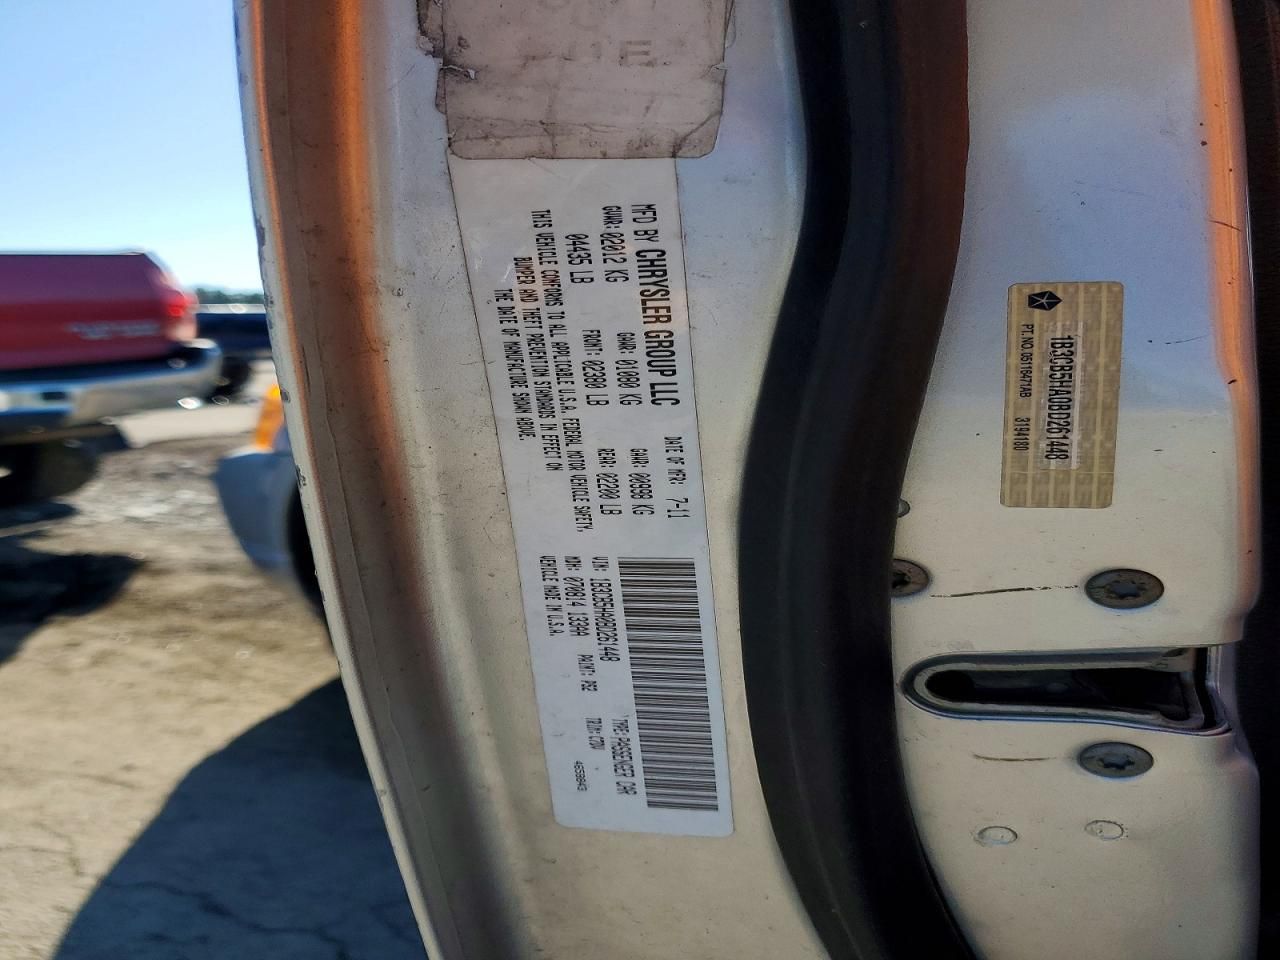 MFD BY CHRYSLER GROUP LLC DATE OF MFR: 7-11
GVWR: 02012 KG GAWR: 01080 KG GAWR: 00998 KG
04435 LB FRONT: 02380 LB REAR: 02200 LB
THIS VEHICLE CONFORMS TO ALL APPLICABLE U.S.A. FEDERAL MOTOR VEHICLE SAFETY,
BUMPER AND THEFT PREVENTION STANDARDS IN EFFECT ON
THE DATE OF MANUFACTURE SHOWN ABOVE.
VIN: 1B3CB5HA0BD261448 TYPE: PASSENGER CAR
MDH: 070814 133AA PAINT: PS2 TRIM: C7DV
VEHICLE MADE IN U.S.A. 4658043
1B3CB5HA0BD261448
PT. NO. 05116471AB 3194180